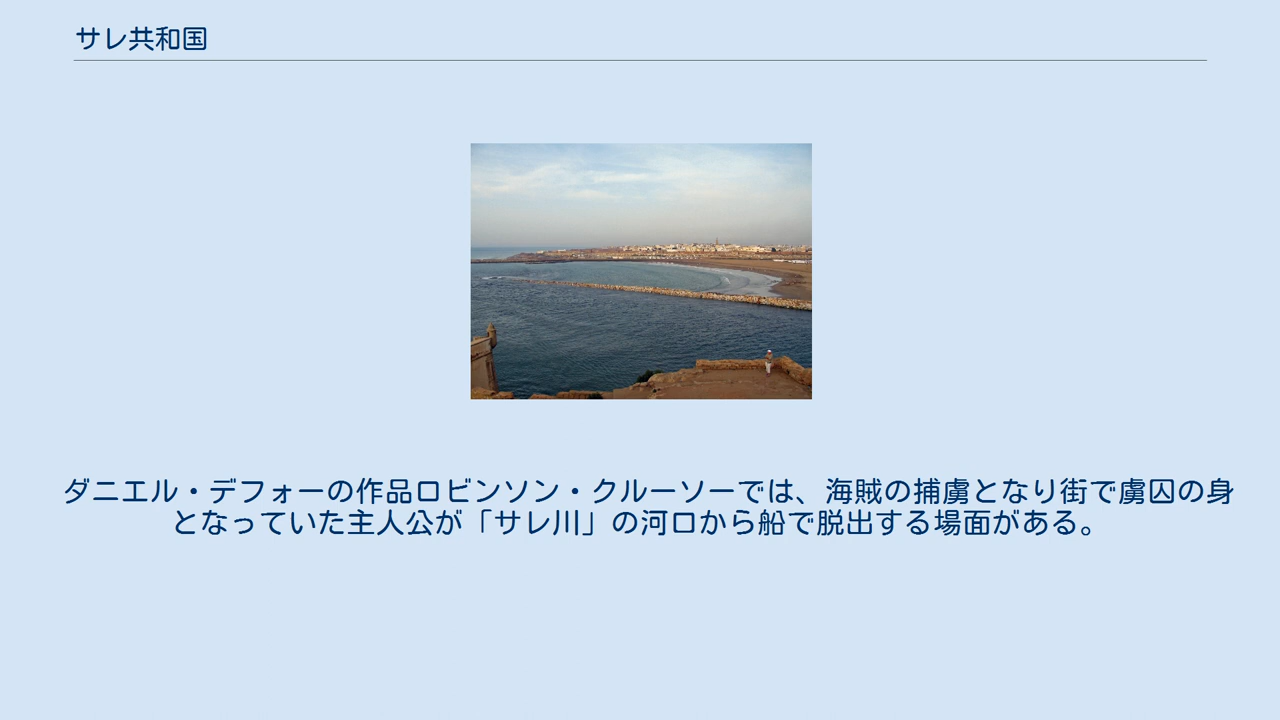 サレ共和国
ダニエル・デフォーの作品ロビンソン・クルーソーでは、海賊の捕虜となり街で虜囚の身
となっていた主人公が「サレ川」の河口から船で脱出する場面がある。